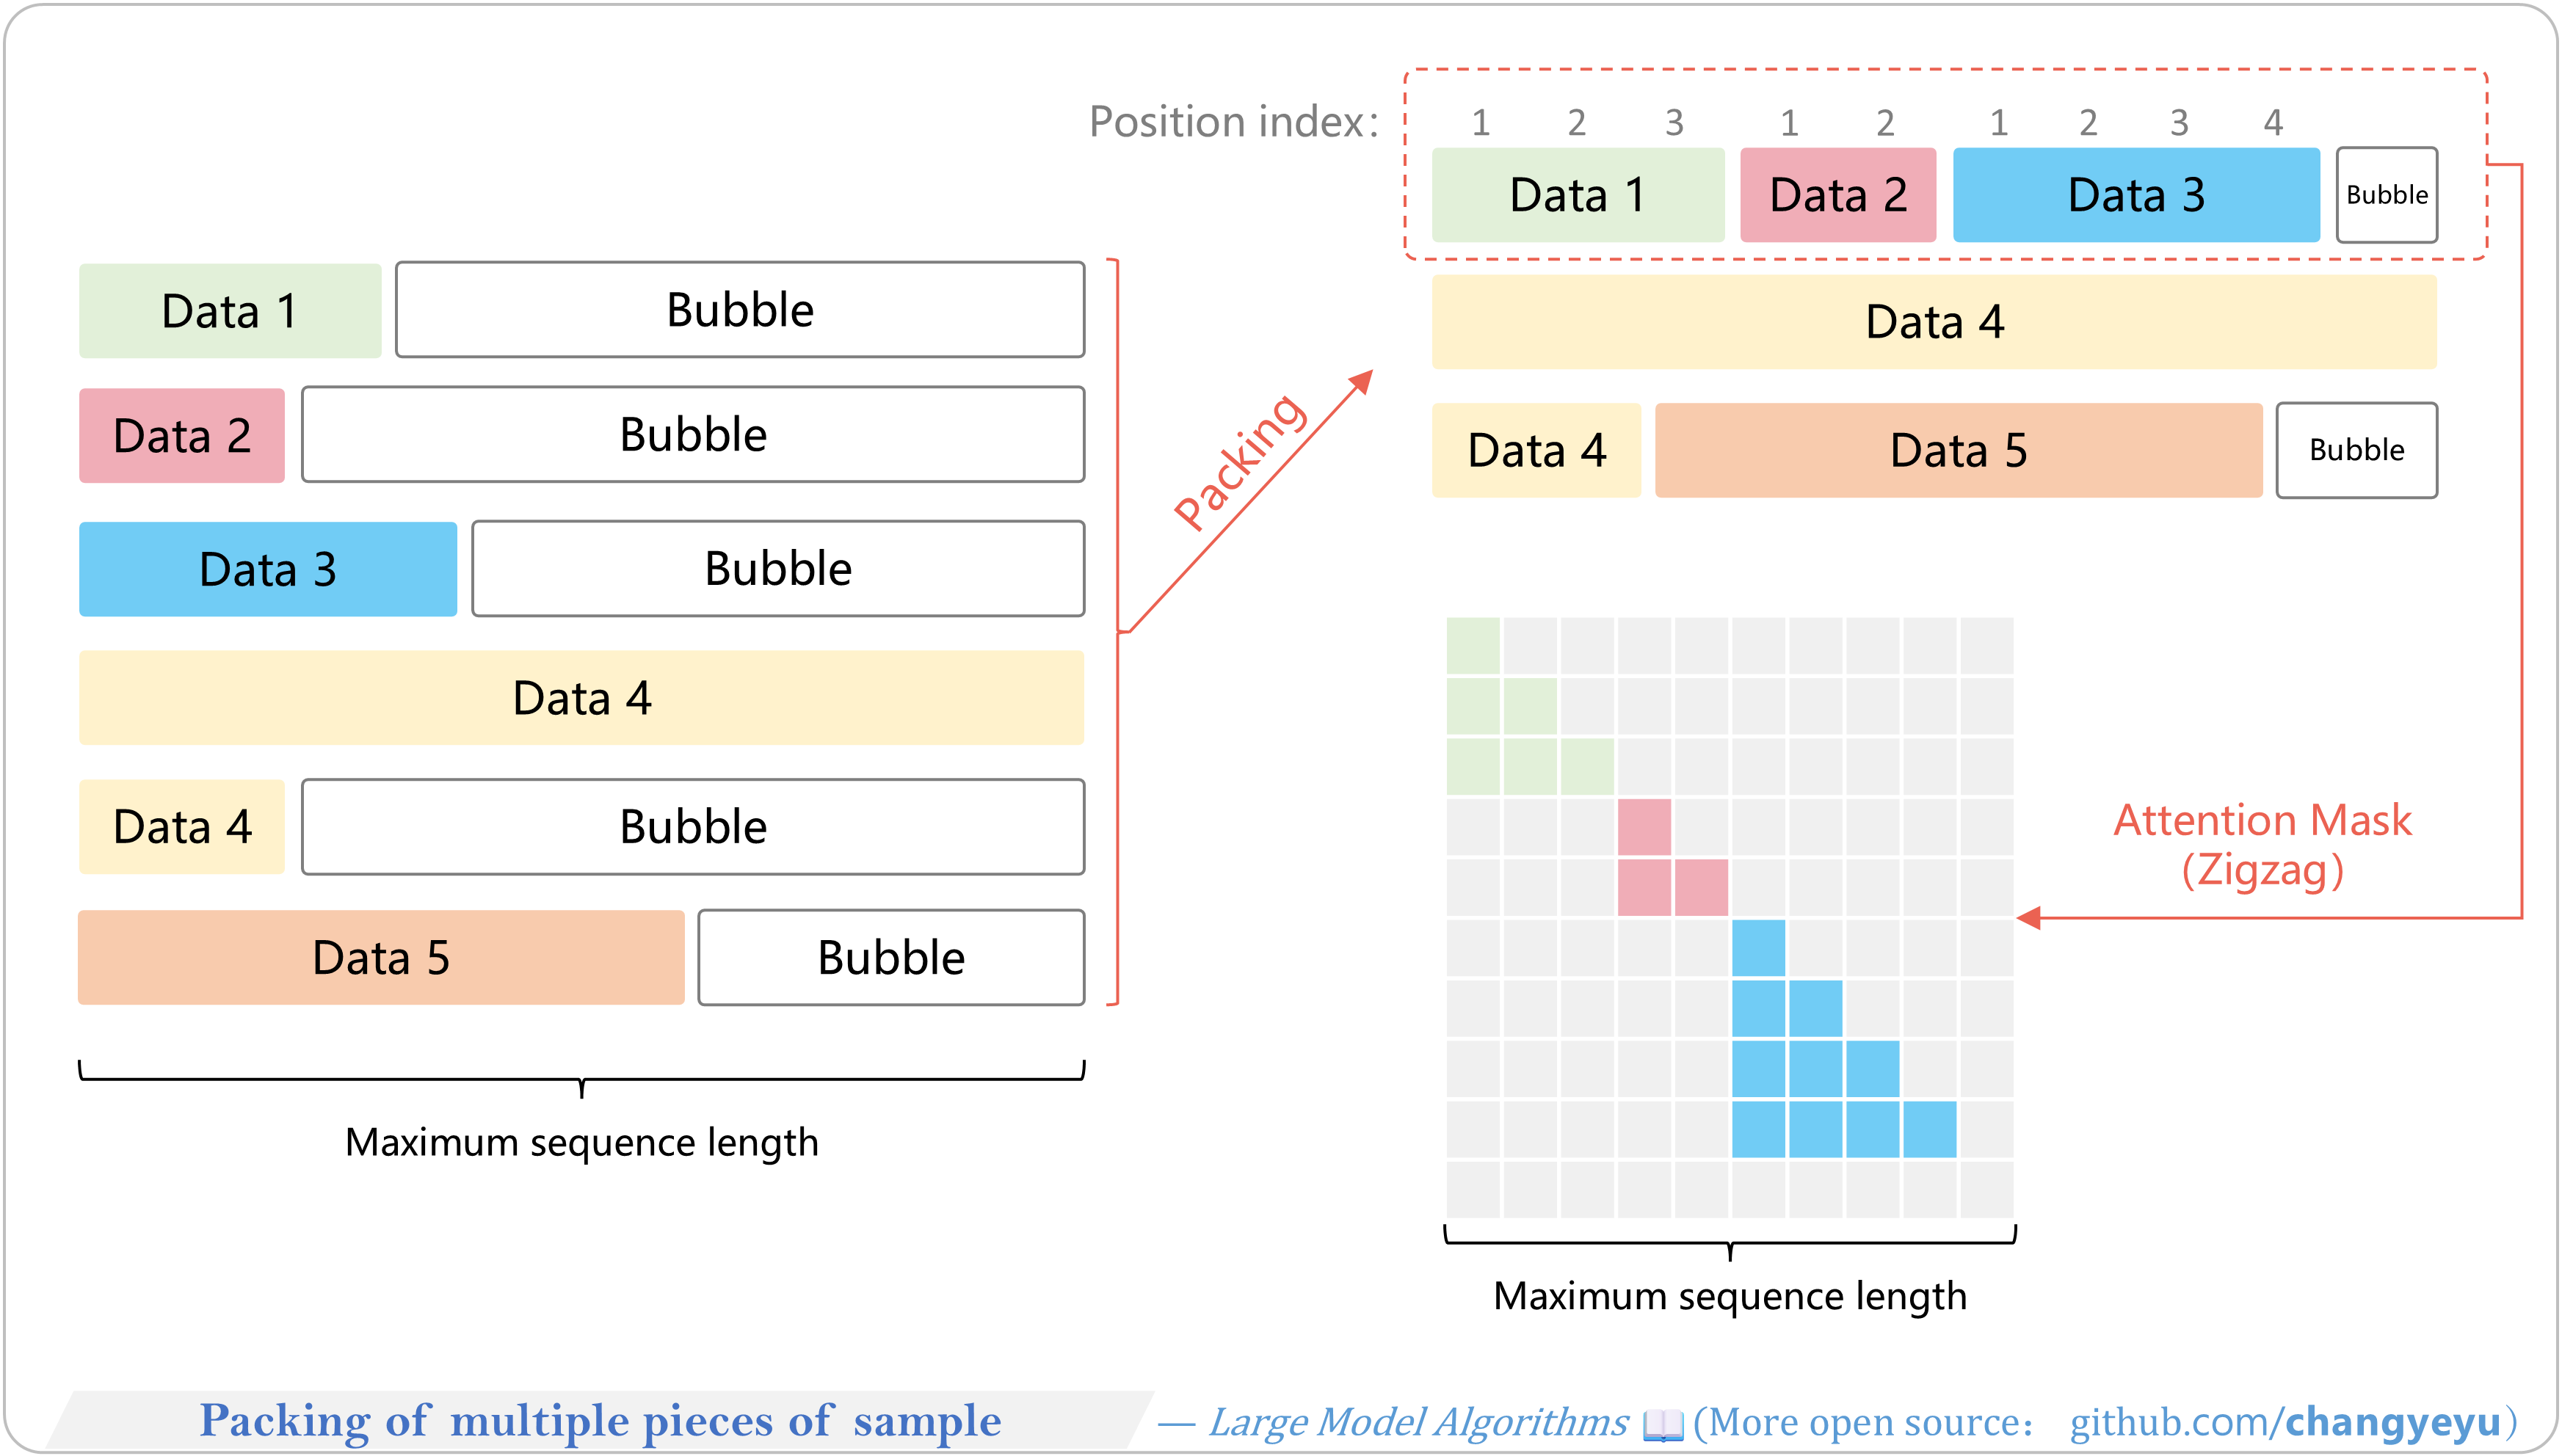 Position index:
1 2 3 1 2 1 2 3 4
Data 1 Data 2 Data 3 Bubble
Data 4
Data 4 Data 5 Bubble
Data 1 Bubble
Data 2 Bubble
Data 3 Bubble
Data 4
Data 4 Bubble
Data 5 Bubble
Maximum sequence length
Packing
Attention Mask
(Zigzag)
Maximum sequence length
Packing of multiple pieces of sample
— Large Model Algorithms 📖 (More open source: github.com/changyeyu)